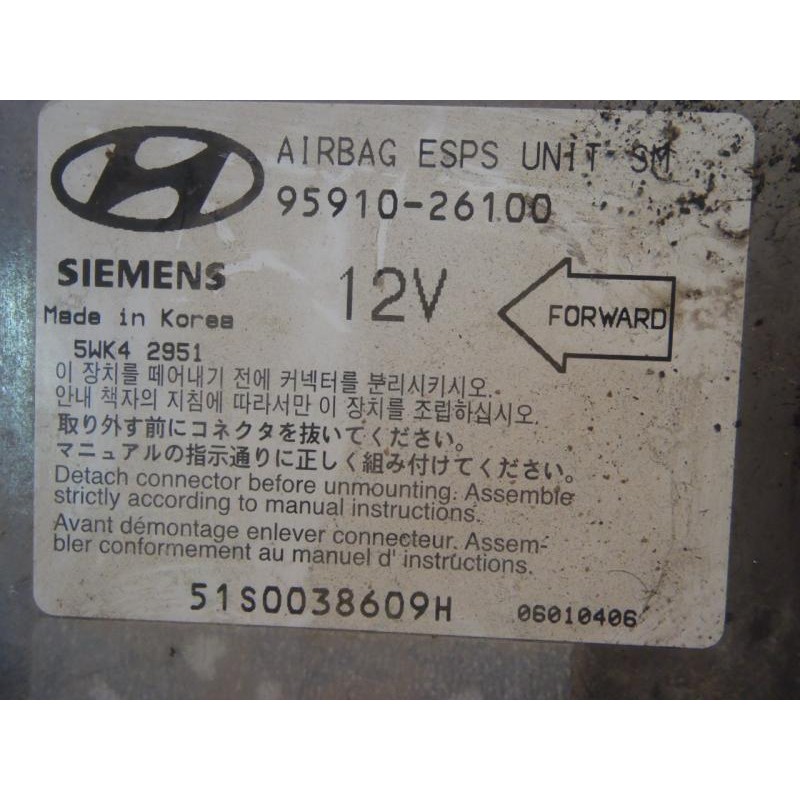 AIRBAG ESPS UNIT SM
95910-26100
SIEMENS
12V
FORWARD
Made in Korea
5WK4 2951
이 장치를 떼어내기 전에 커넥터를 분리시키시오.
안내 책자의 지침에 따라서만 이 장치를 조립하십시오.
取り外す前にコネクタを抜いてください。
マニュアルの指示通りに正しく組み付けてください。
Detach connector before unmounting. Assemble
strictly according to manual instructions.
Avant démontage enlever connecteur. Assem-
bler conformement au manuel d' instructions.
51S0038609H
06010406